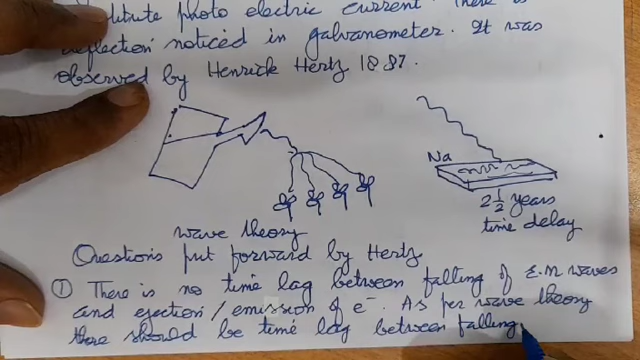 stitute photo electric current. There is
deflection noticed in galvanometer. It was
observed by Henrick Hertz 1887.
Na
2 1/2 years
time delay
wave theory
Questions put forward by Hertz
① There is no time lag between falling of E.M waves
and ejection / emission of e⁻. As per wave theory
there should be time lag between falling